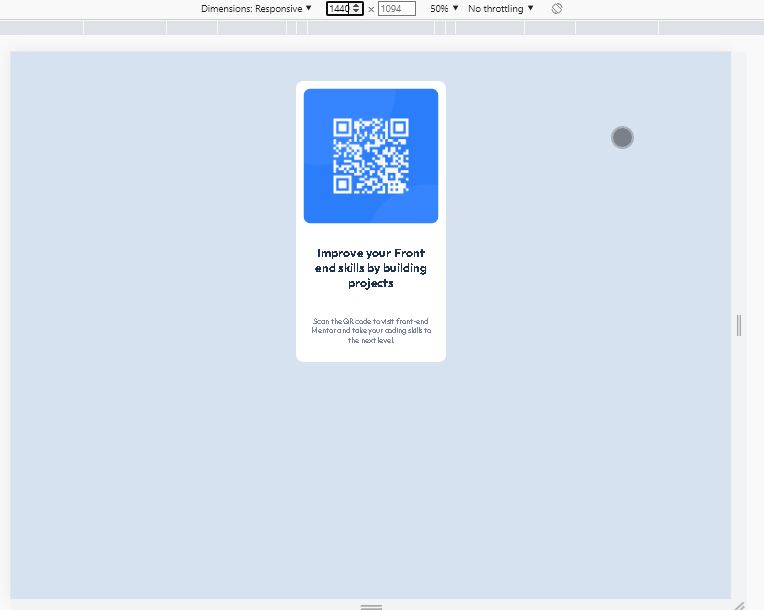 Dimensions: Responsive ▼ 1440 × 1094 50% ▼ No throttling ▼
Improve your Front
end skills by building
projects
Scan the QR code to visit front-end
Mentor and take your coding skills to
the next level.